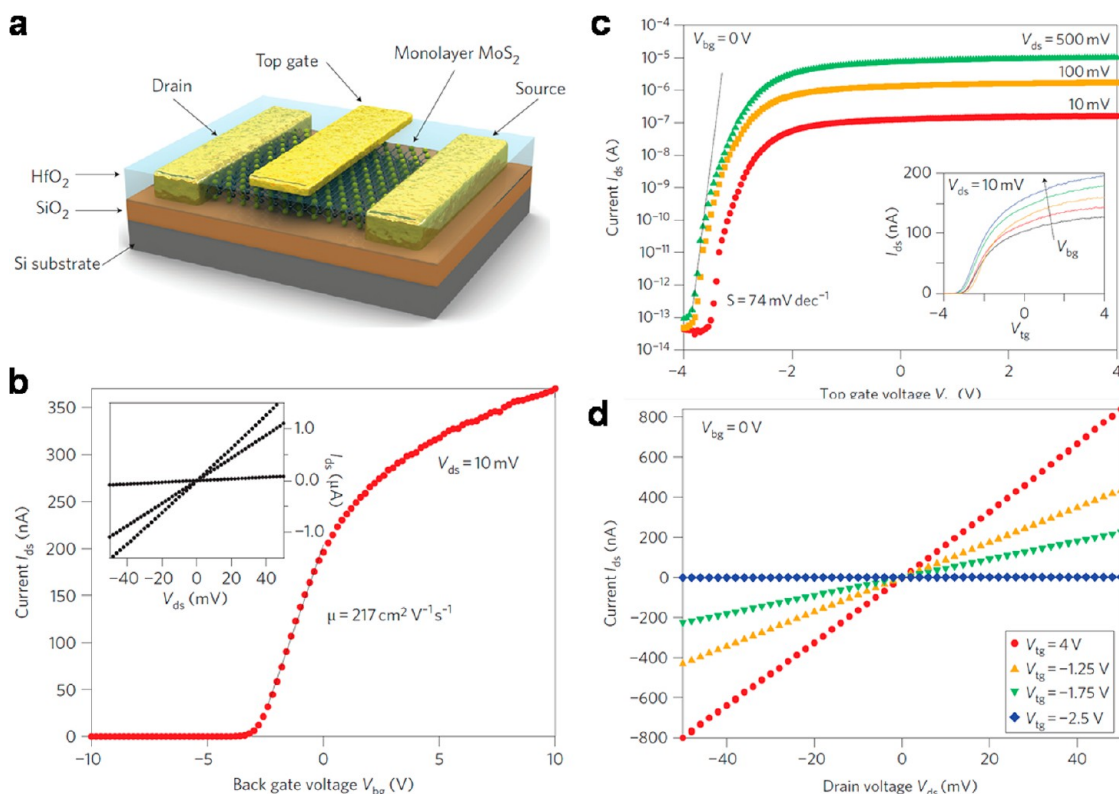 a
Top gate
Monolayer MoS₂
Drain
Source
HfO₂
SiO₂
Si substrate
b
350
300
250
200
150
100
50
0
Current Ids (nA)
−10
−5
0
5
10
Back gate voltage Vbg (V)
Vds = 10 mV
μ = 217 cm² V⁻¹ s⁻¹
1.0
0.0
−1.0
Ids (μA)
−40
−20
0
20
40
Vds (mV)
c
Vbg = 0 V
Vds = 500 mV
100 mV
10 mV
10⁻⁴
10⁻⁵
10⁻⁶
10⁻⁷
10⁻⁸
10⁻⁹
10⁻¹⁰
10⁻¹¹
10⁻¹²
10⁻¹³
10⁻¹⁴
Current Ids (A)
S = 74 mV dec⁻¹
−4
−2
0
2
4
Top gate voltage V (V)
200
100
0
Ids (nA)
Vds = 10 mV
Vbg
−4
−2
0
2
4
Vtg
d
Vbg = 0 V
800
600
400
200
0
−200
−400
−600
−800
Current Ids (nA)
Vtg = 4 V
Vtg = −1.25 V
Vtg = −1.75 V
Vtg = −2.5 V
−40
−20
0
20
40
Drain voltage Vds (mV)